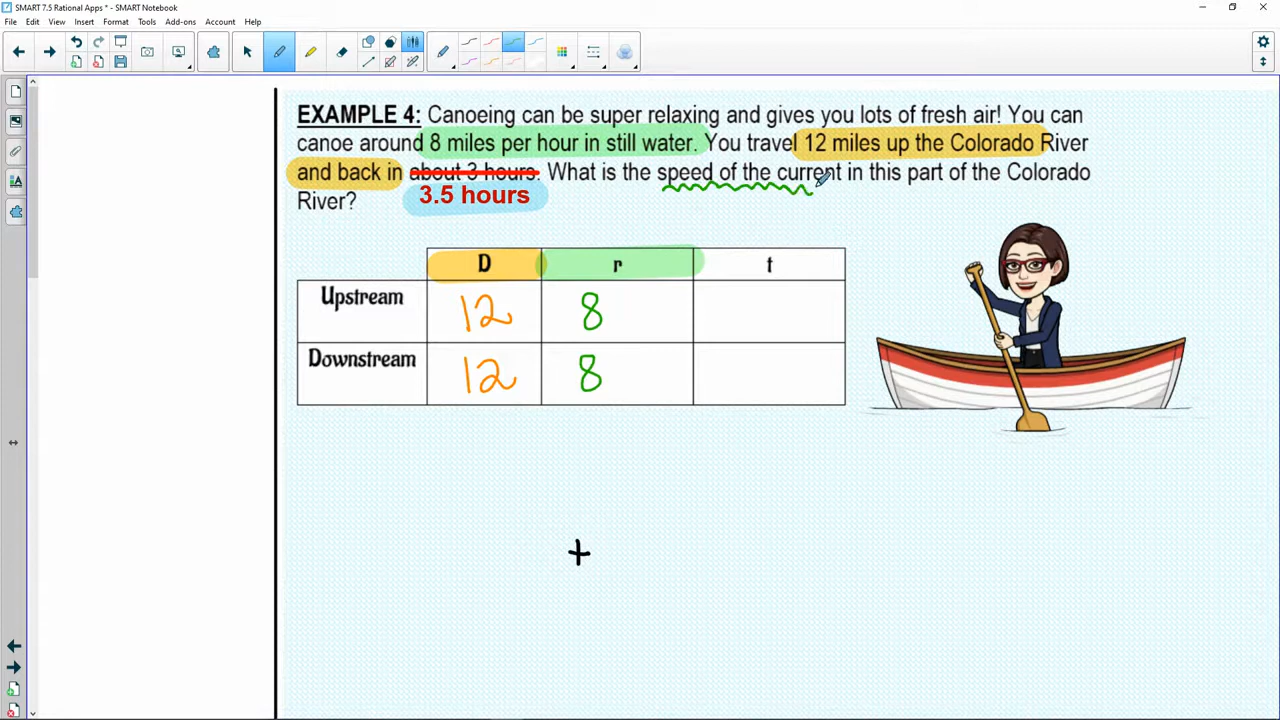 SMART 7.5 Rational Apps * - SMART Notebook
File Edit View Insert Format Tools Add-ons Account Help
EXAMPLE 4: Canoeing can be super relaxing and gives you lots of fresh air! You can
canoe around 8 miles per hour in still water. You travel 12 miles up the Colorado River
and back in about 3 hours. What is the speed of the current in this part of the Colorado
River? 3.5 hours
D r t
Upstream 12 8
Downstream 12 8
+